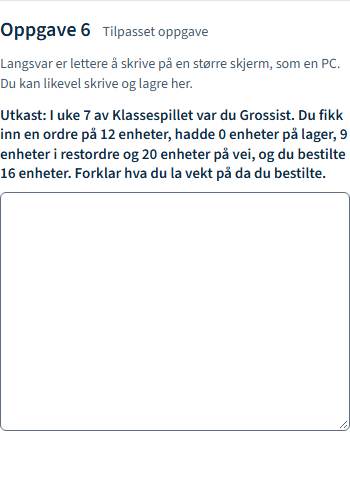 Oppgave 6 Tilpasset oppgave
Langsvar er lettere å skrive på en større skjerm, som en PC.
Du kan likevel skrive og lagre her.
Utkast: I uke 7 av Klassespillet var du Grossist. Du fikk
inn en ordre på 12 enheter, hadde 0 enheter på lager, 9
enheter i restordre og 20 enheter på vei, og du bestilte
16 enheter. Forklar hva du la vekt på da du bestilte.